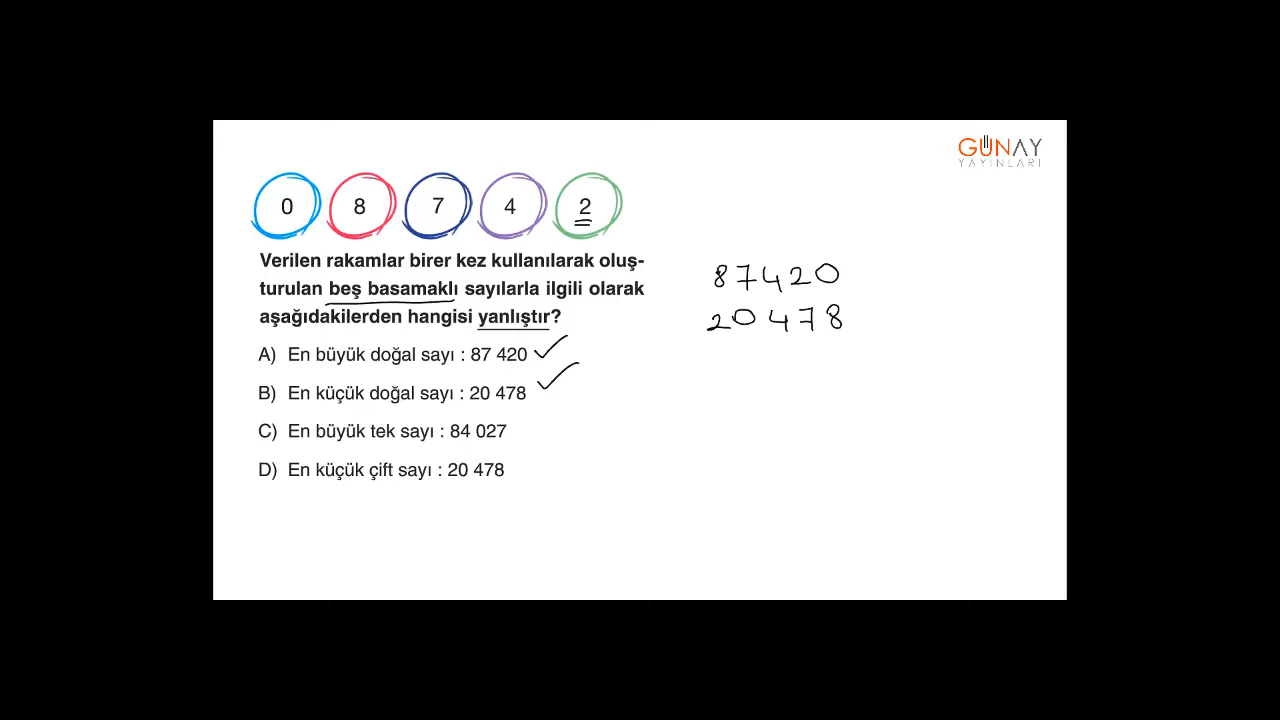 GÜNAY
YAYINLARI
0 8 7 4 2
Verilen rakamlar birer kez kullanılarak oluş-
turulan beş basamaklı sayılarla ilgili olarak
aşağıdakilerden hangisi yanlıştır?
A) En büyük doğal sayı : 87 420
B) En küçük doğal sayı : 20 478
C) En büyük tek sayı : 84 027
D) En küçük çift sayı : 20 478
87420
20478